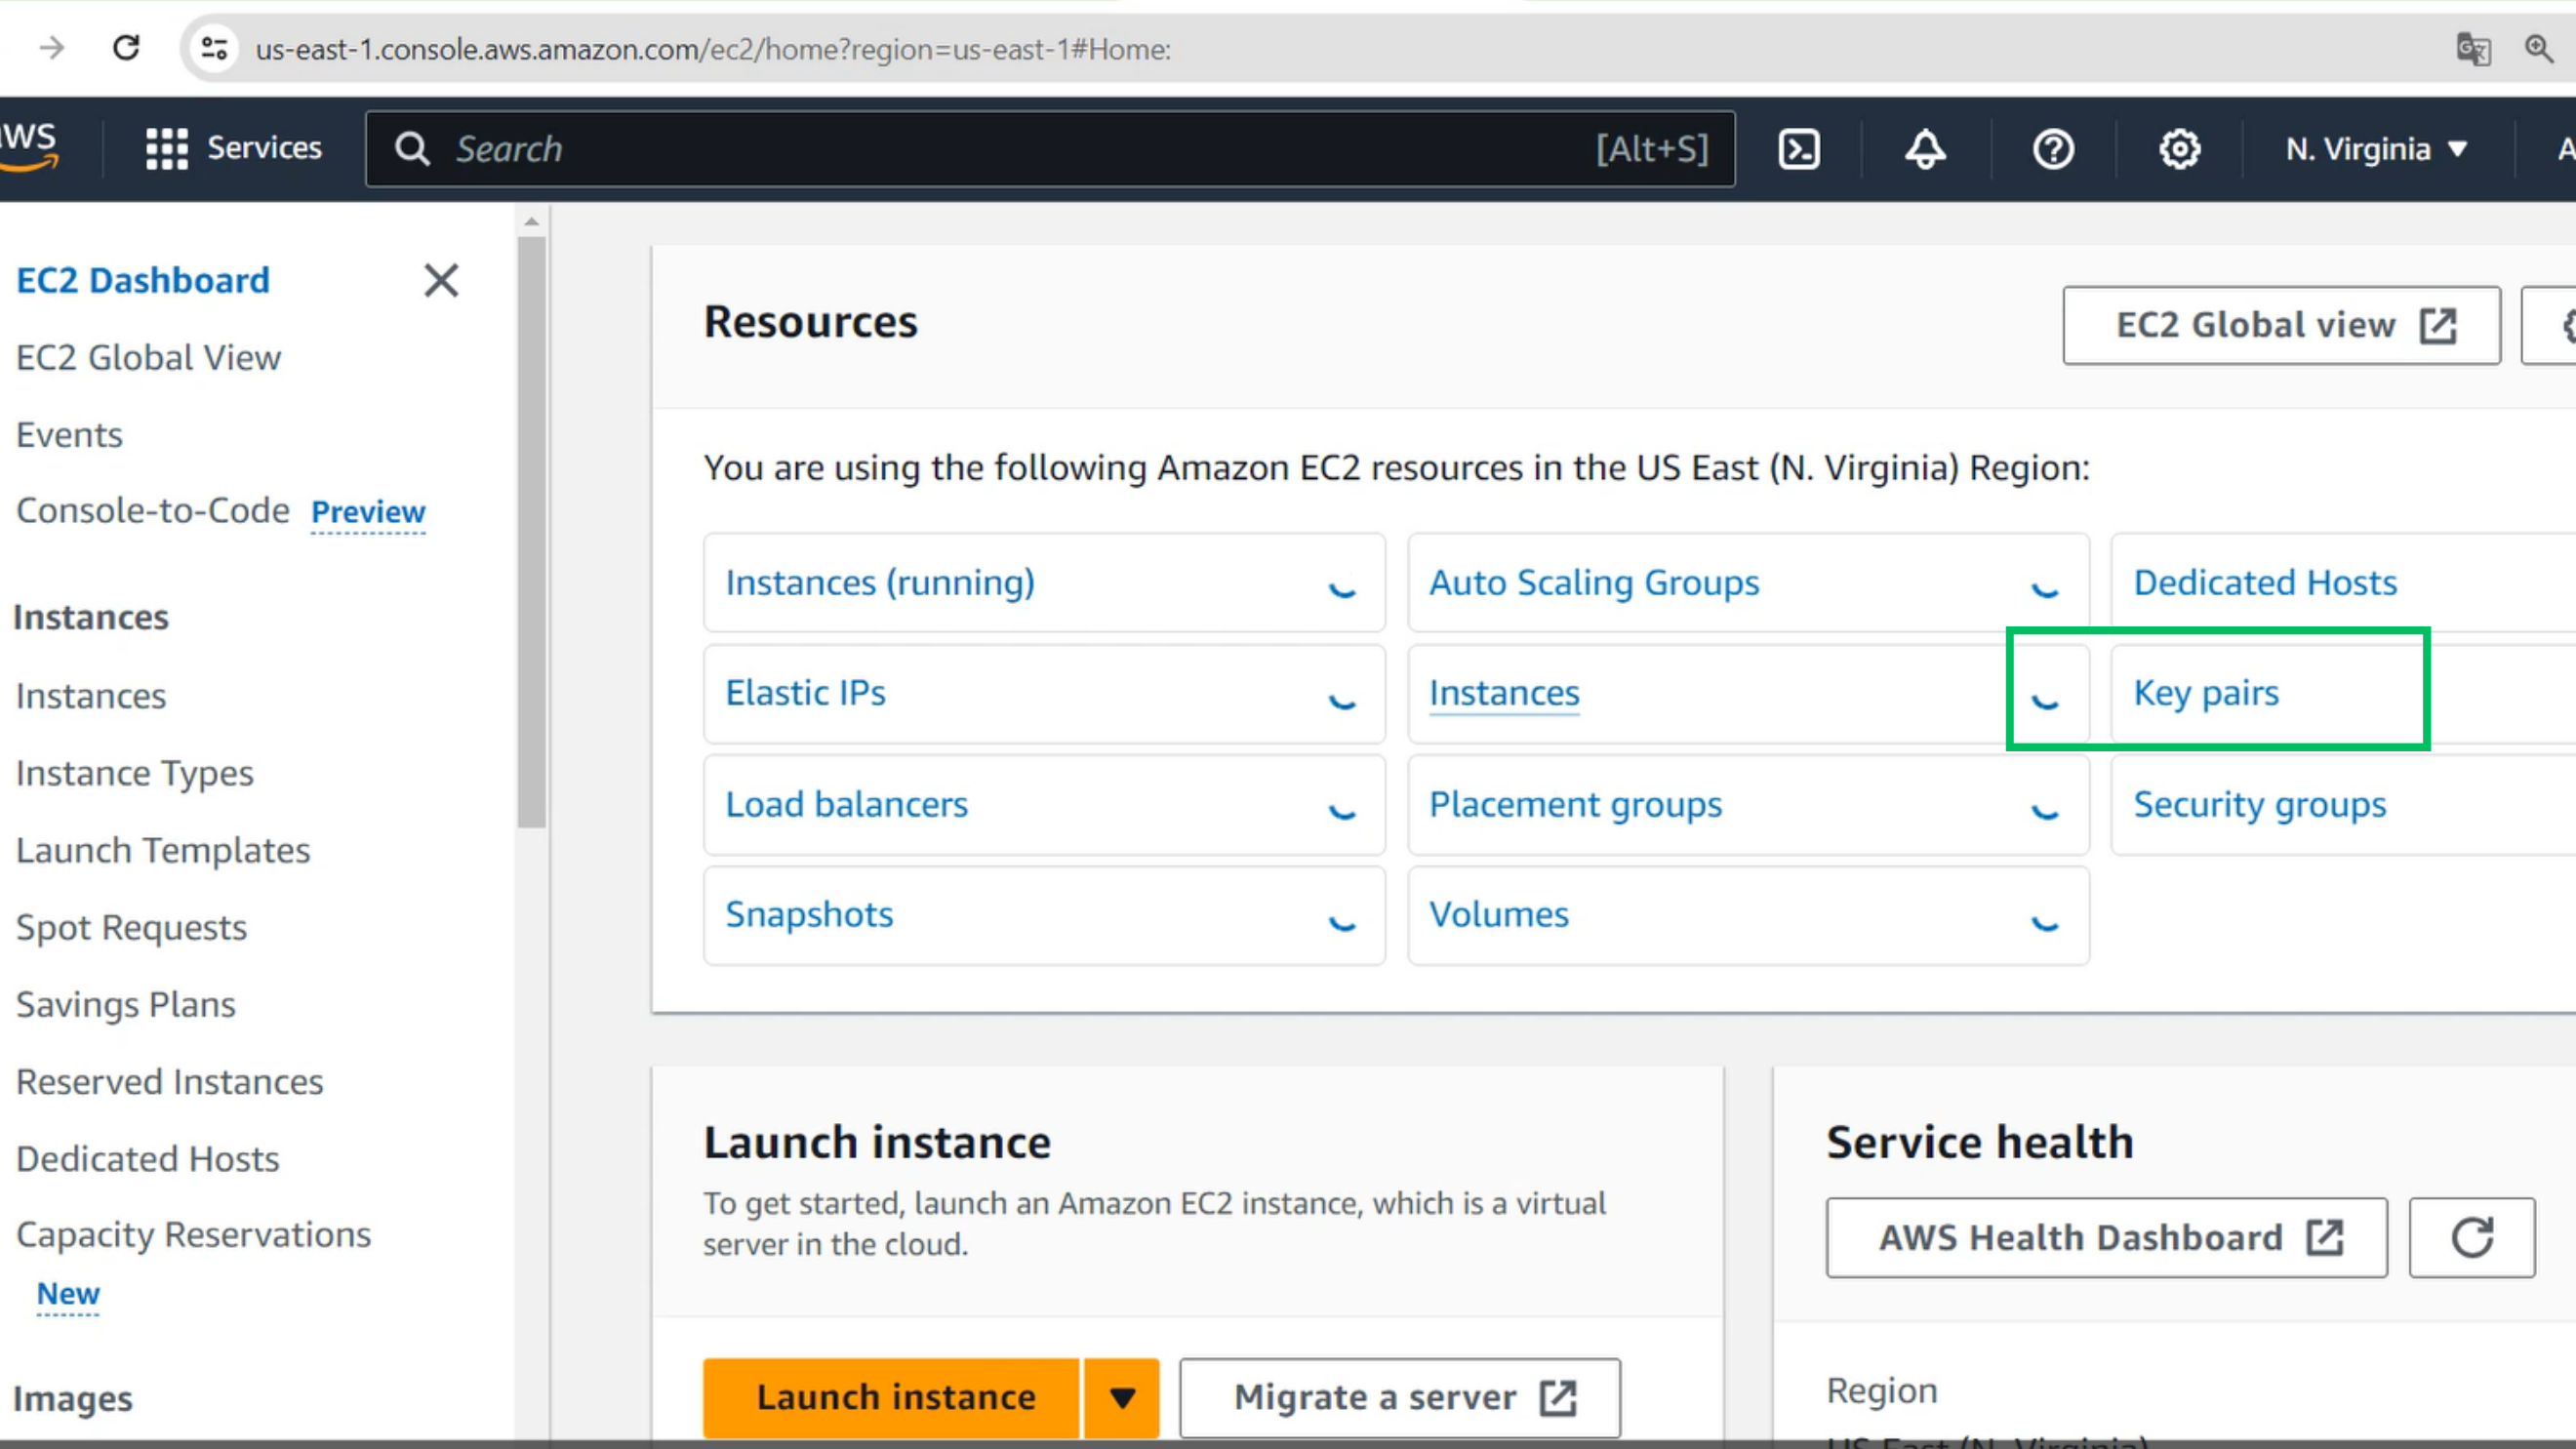 us-east-1.console.aws.amazon.com/ec2/home?region=us-east-1#Home:
aws
Services
Search
[Alt+S]
N. Virginia
EC2 Dashboard
EC2 Global View
Events
Console-to-Code Preview
Instances
Instances
Instance Types
Launch Templates
Spot Requests
Savings Plans
Reserved Instances
Dedicated Hosts
Capacity Reservations
New
Images
Resources
EC2 Global view
You are using the following Amazon EC2 resources in the US East (N. Virginia) Region:
Instances (running)
Auto Scaling Groups
Dedicated Hosts
Elastic IPs
Instances
Key pairs
Load balancers
Placement groups
Security groups
Snapshots
Volumes
Launch instance
To get started, launch an Amazon EC2 instance, which is a virtual
server in the cloud.
Launch instance
Migrate a server
Service health
AWS Health Dashboard
Region
US East (N. Virginia)